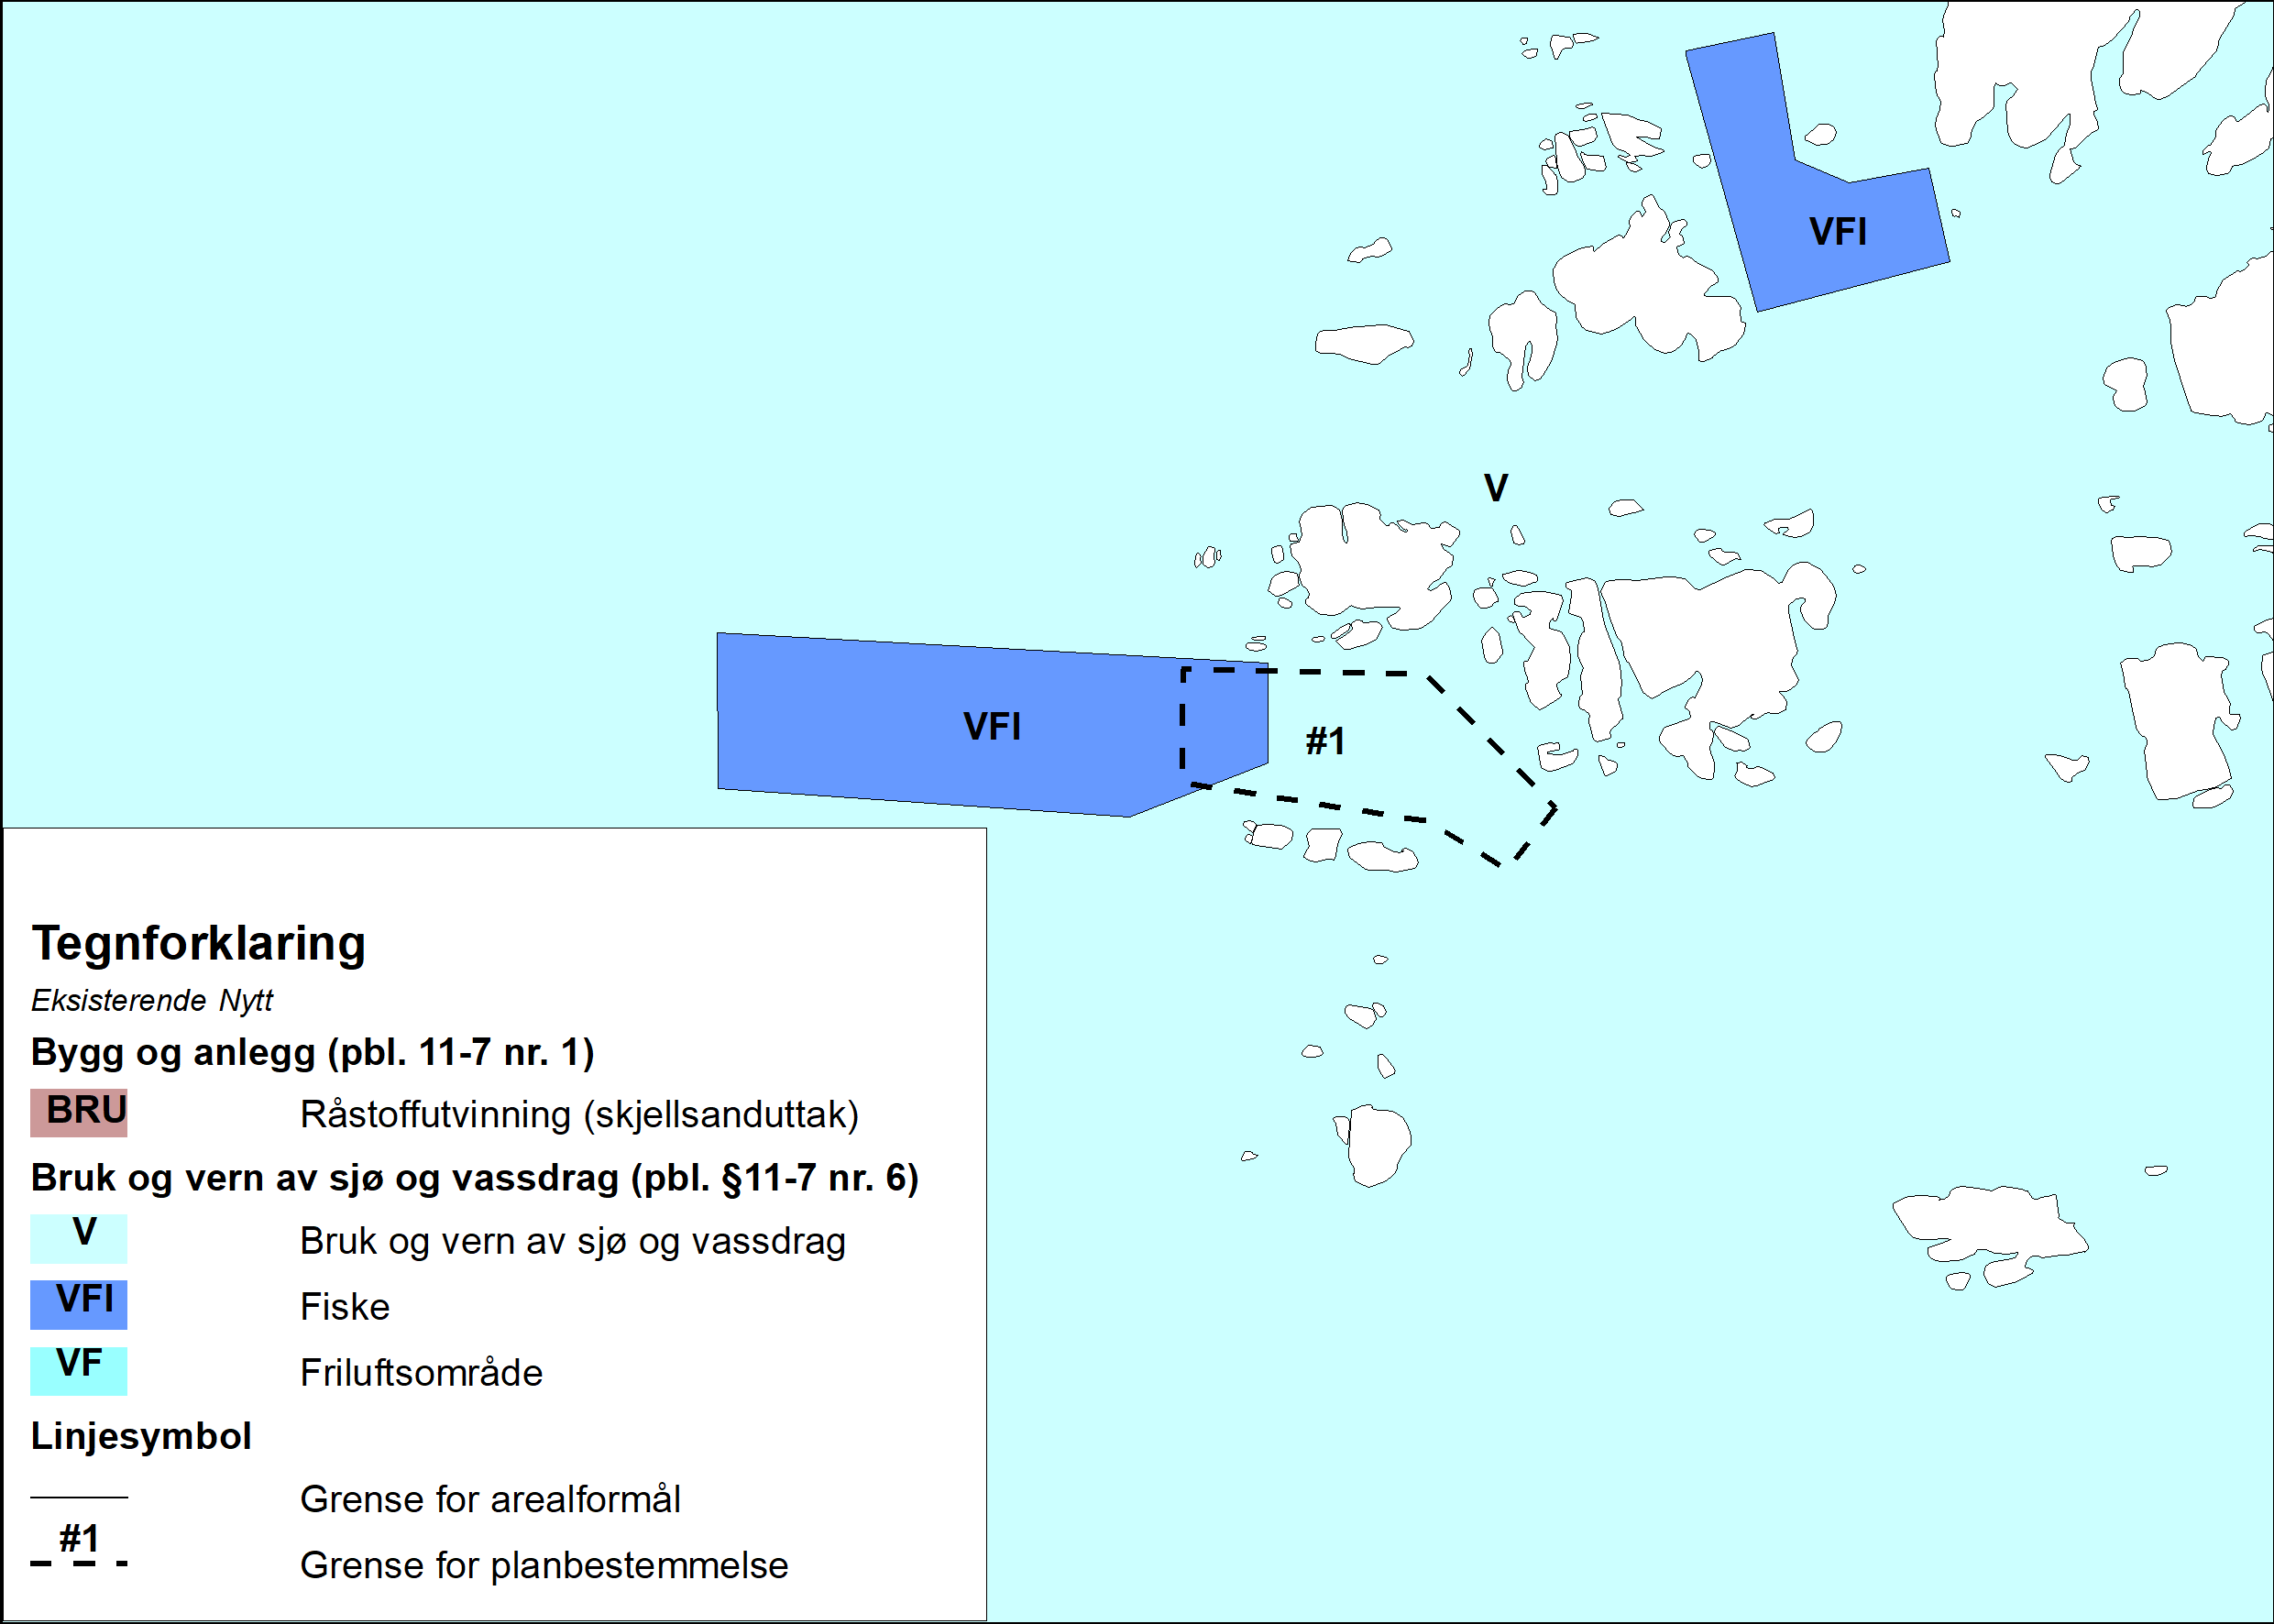 VFI
V
VFI
#1
Tegnforklaring
Eksisterende Nytt
Bygg og anlegg (pbl. 11-7 nr. 1)
BRU Råstoffutvinning (skjellsanduttak)
Bruk og vern av sjø og vassdrag (pbl. §11-7 nr. 6)
V Bruk og vern av sjø og vassdrag
VFI Fiske
VF Friluftsområde
Linjesymbol
Grense for arealformål
#1
Grense for planbestemmelse